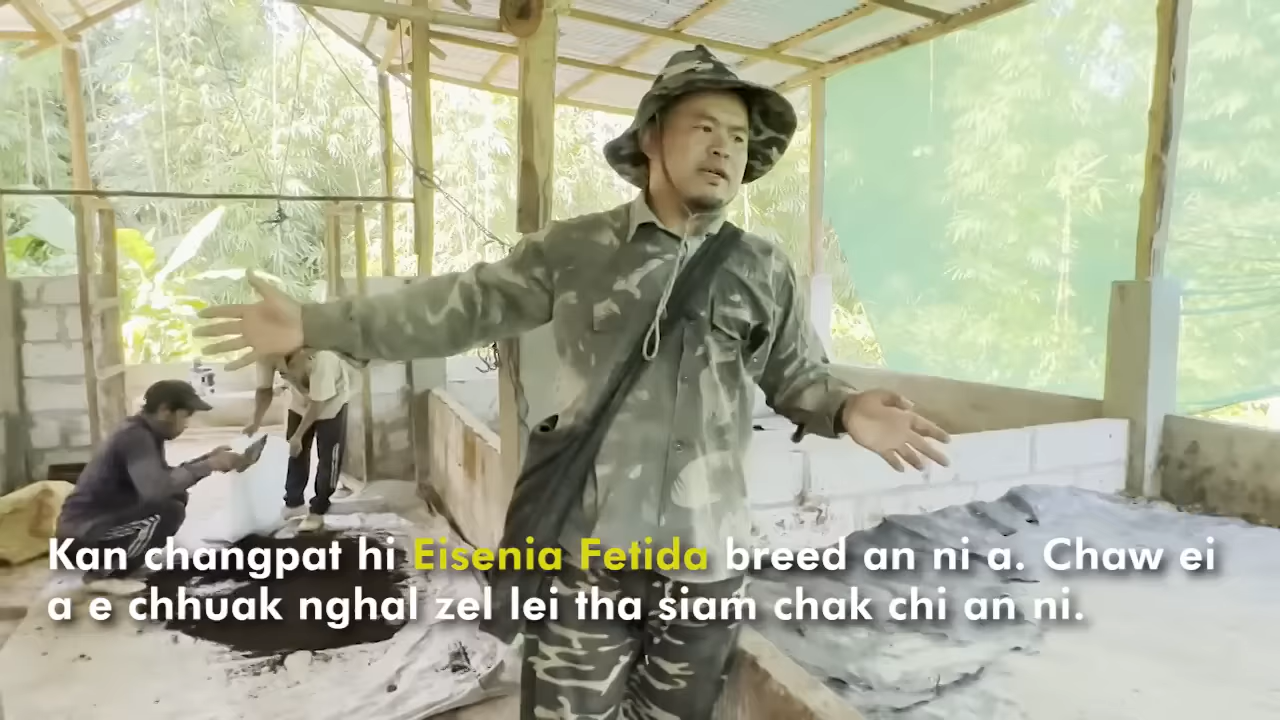 Kan changpat hi Eisenia Fetida breed an ni a. Chaw ei
a e chhuak nghal zel lei tha siam chak chi an ni.